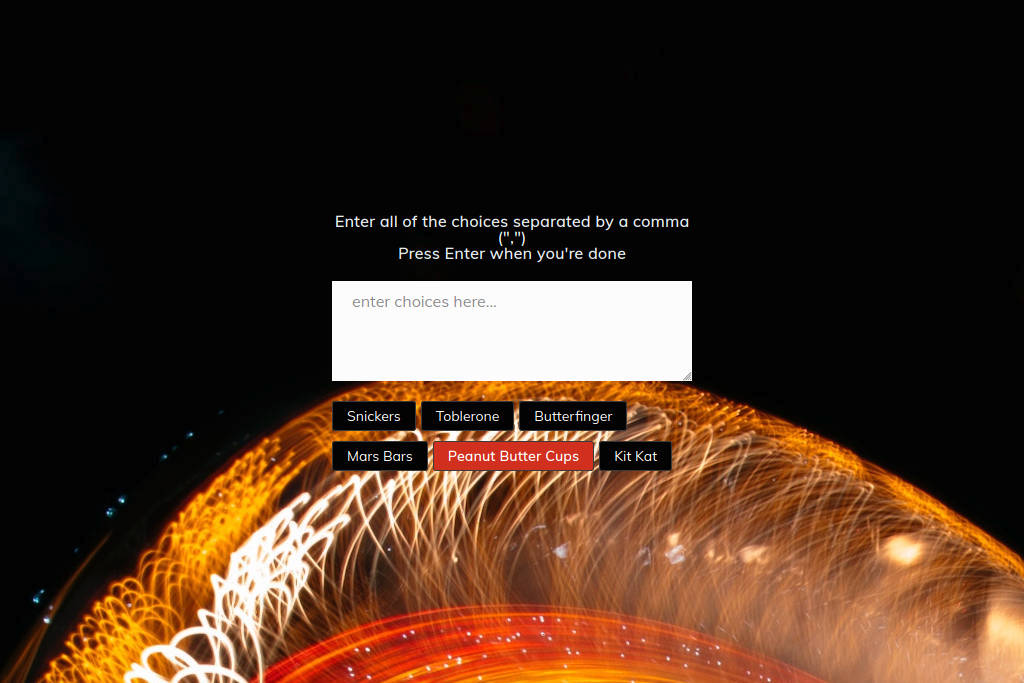 Enter all of the choices separated by a comma
(",")
Press Enter when you're done
enter choices here...
Snickers Toblerone Butterfinger
Mars Bars Peanut Butter Cups Kit Kat